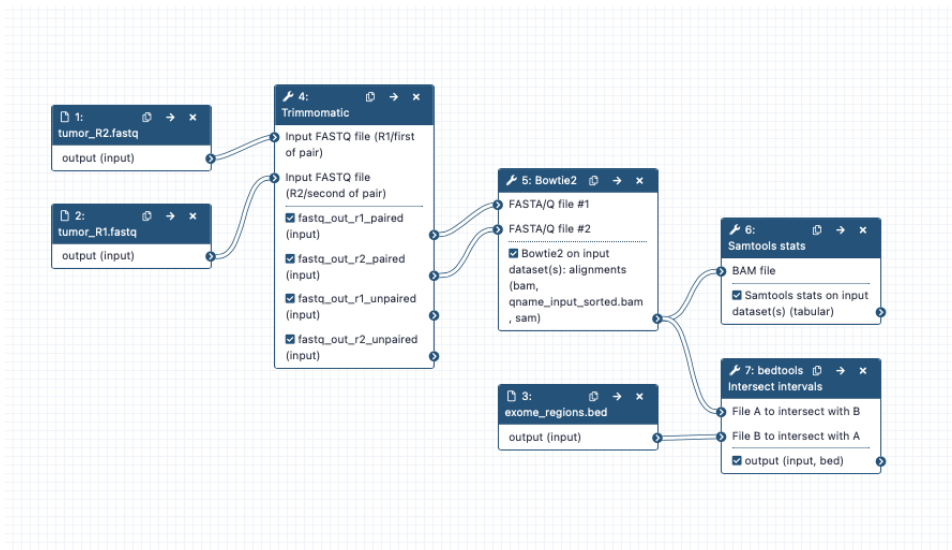 1:
tumor_R2.fastq
output (input)
2:
tumor_R1.fastq
output (input)
4:
Trimmomatic
Input FASTQ file (R1/first
of pair)
Input FASTQ file
(R2/second of pair)
fastq_out_r1_paired
(input)
fastq_out_r2_paired
(input)
fastq_out_r1_unpaired
(input)
fastq_out_r2_unpaired
(input)
5: Bowtie2
FASTA/Q file #1
FASTA/Q file #2
Bowtie2 on input
dataset(s): alignments
(bam,
qname_input_sorted.bam
, sam)
3:
exome_regions.bed
output (input)
6:
Samtools stats
BAM file
Samtools stats on input
dataset(s) (tabular)
7: bedtools
Intersect intervals
File A to intersect with B
File B to intersect with A
output (input, bed)